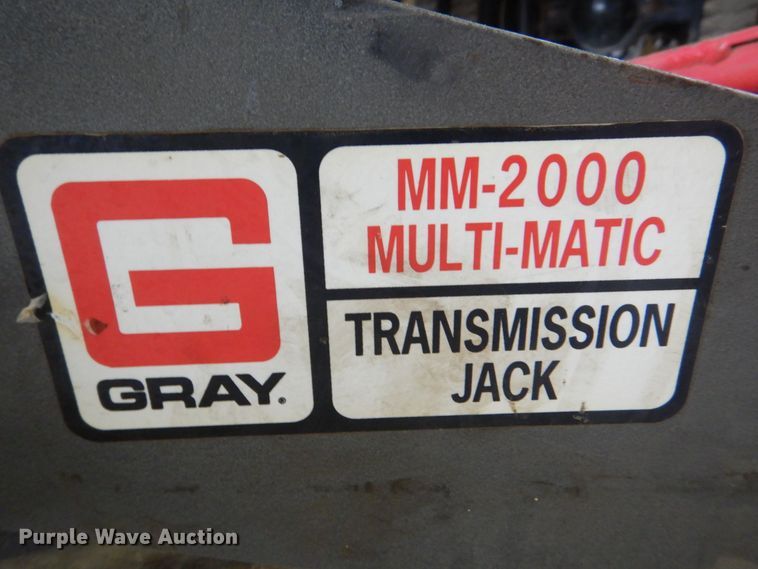 G
GRAY®
MM-2000
MULTI-MATIC
TRANSMISSION
JACK
Purple Wave Auction®